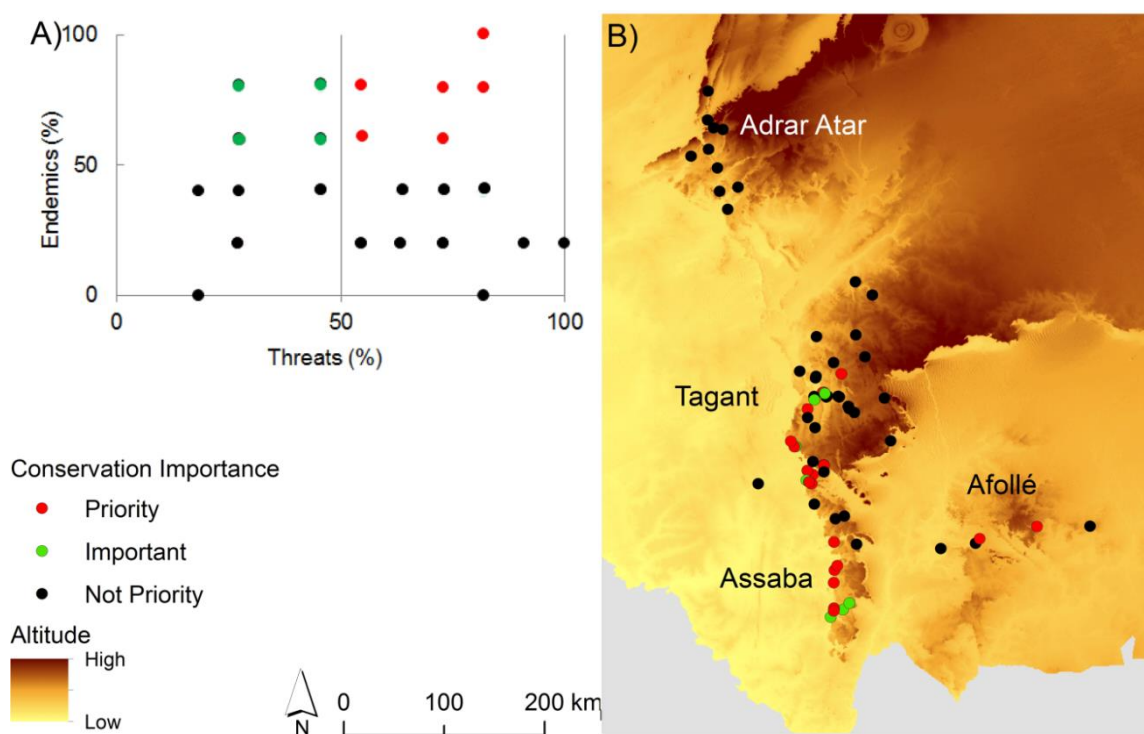 A)
100
50
0
Endemics (%)
0 50 100
Threats (%)
Conservation Importance
Priority
Important
Not Priority
Altitude
High
Low
N
0 100 200 km
B)
Adrar Atar
Tagant
Afollé
Assaba